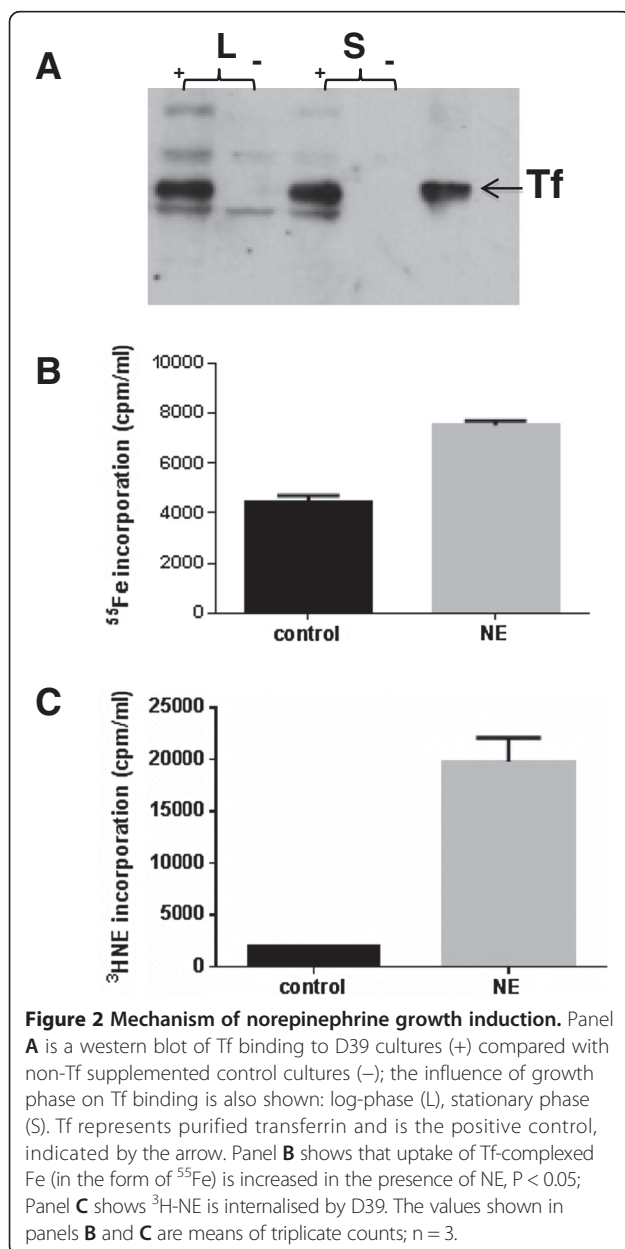 A
L
S
+ - + -
Tf
B
10000
8000
6000
4000
2000
0
⁵⁵Fe incorporation (cpm/ml)
control NE
C
25000
20000
15000
10000
5000
0
³HNE incorporation (cpm/ml)
control NE
Figure 2 Mechanism of norepinephrine growth induction. Panel
A is a western blot of Tf binding to D39 cultures (+) compared with
non-Tf supplemented control cultures (−); the influence of growth
phase on Tf binding is also shown: log-phase (L), stationary phase
(S). Tf represents purified transferrin and is the positive control,
indicated by the arrow. Panel B shows that uptake of Tf-complexed
Fe (in the form of ⁵⁵Fe) is increased in the presence of NE, P < 0.05;
Panel C shows ³H-NE is internalised by D39. The values shown in
panels B and C are means of triplicate counts; n = 3.